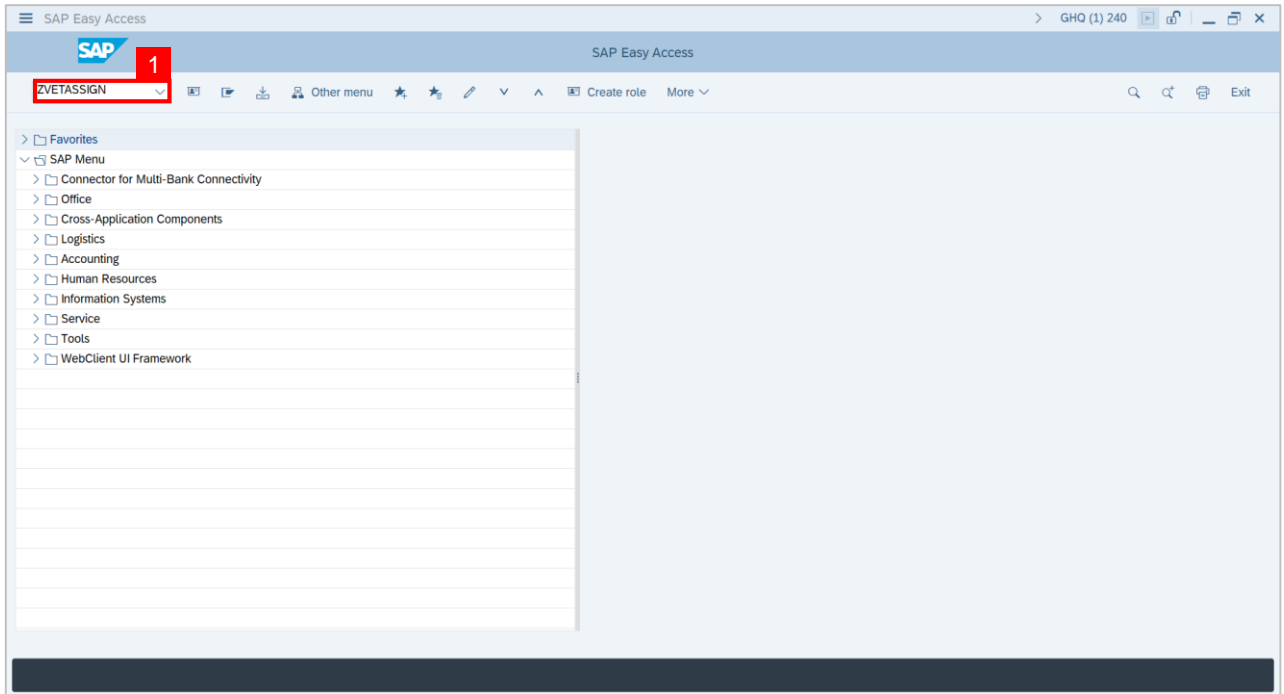 SAP Easy Access
GHQ (1) 240
SAP
SAP Easy Access
1
ZVETASSIGN
Other menu
Create role
More
Exit
Favorites
SAP Menu
Connector for Multi-Bank Connectivity
Office
Cross-Application Components
Logistics
Accounting
Human Resources
Information Systems
Service
Tools
WebClient UI Framework